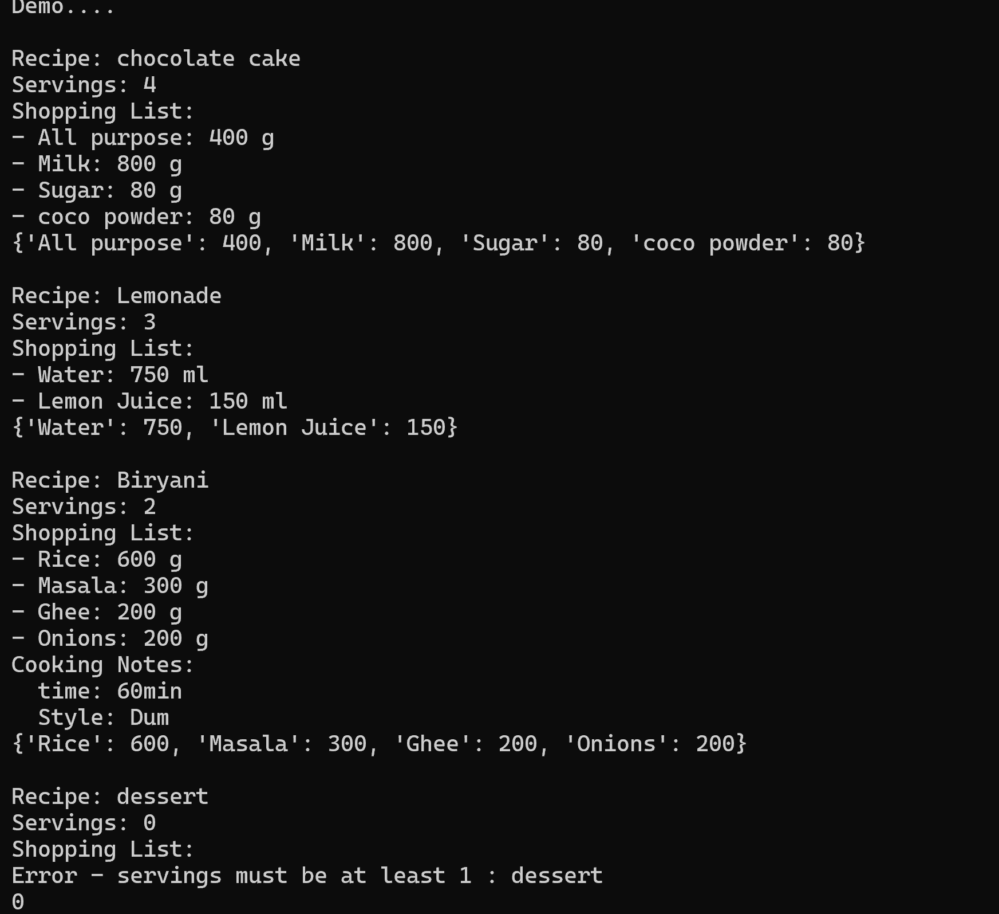 Demo....
Recipe: chocolate cake
Servings: 4
Shopping List:
- All purpose: 400 g
- Milk: 800 g
- Sugar: 80 g
- coco powder: 80 g
{'All purpose': 400, 'Milk': 800, 'Sugar': 80, 'coco powder': 80}
Recipe: Lemonade
Servings: 3
Shopping List:
- Water: 750 ml
- Lemon Juice: 150 ml
{'Water': 750, 'Lemon Juice': 150}
Recipe: Biryani
Servings: 2
Shopping List:
- Rice: 600 g
- Masala: 300 g
- Ghee: 200 g
- Onions: 200 g
Cooking Notes:
  time: 60min
  Style: Dum
{'Rice': 600, 'Masala': 300, 'Ghee': 200, 'Onions': 200}
Recipe: dessert
Servings: 0
Shopping List:
Error - servings must be at least 1 : dessert
0